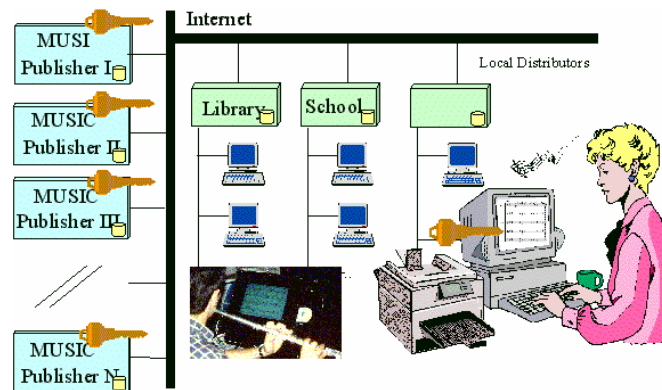 Internet
MUSI
Publisher I
MUSIC
Publisher II
MUSIC
Publisher III
MUSIC
Publisher N
Local Distributors
Library
School